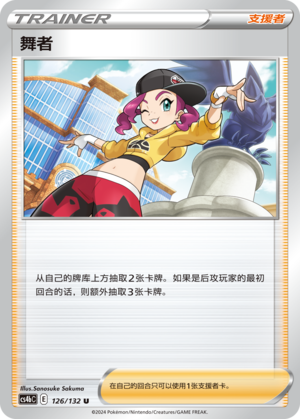 TRAINER
支援者
舞者
从自己的牌库上方抽取2张卡牌。如果是后攻玩家的最初
回合的话，则额外抽取3张卡牌。
Illus.Sanosuke Sakuma
CS4bC E 126/132 U
在自己的回合只可以使用1张支援者卡。
©2024 Pokémon/Nintendo/Creatures/GAME FREAK.